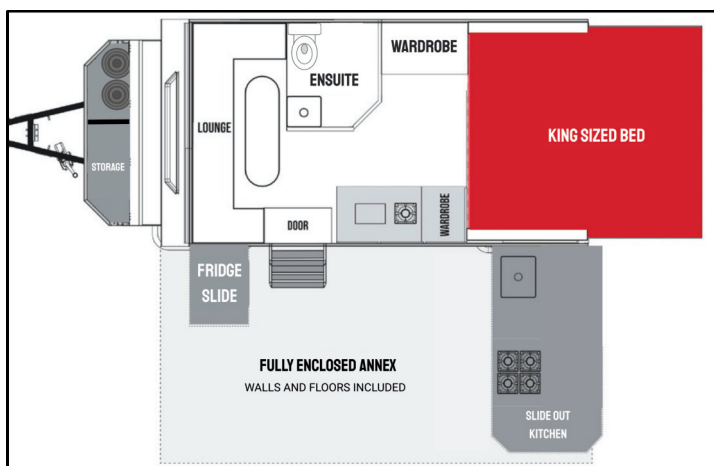 WARDROBE
ENSUITE
LOUNGE
KING SIZED BED
STORAGE
WARDROBE
DOOR
FRIDGE
SLIDE
FULLY ENCLOSED ANNEX
WALLS AND FLOORS INCLUDED
SLIDE OUT
KITCHEN